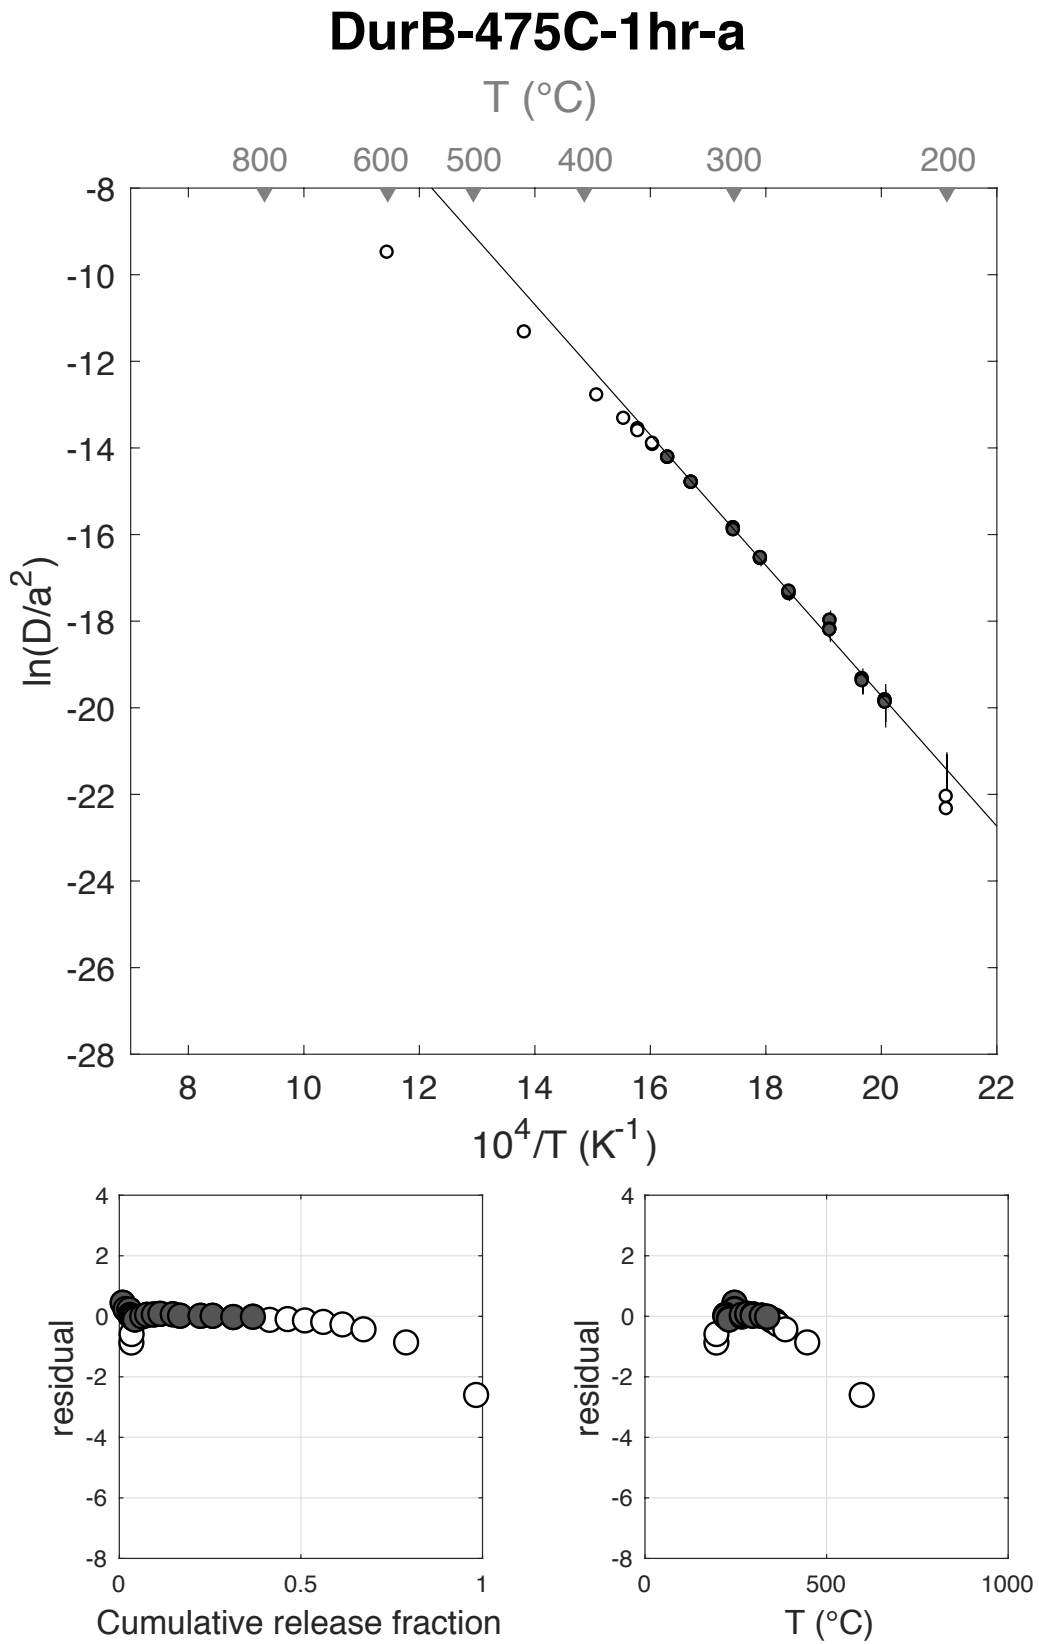 DurB-475C-1hr-a
T (°C)
800 600 500 400 300 200
-8
-10
-12
-14
-16
-18
-20
-22
-24
-26
-28
ln(D/a²)
8 10 12 14 16 18 20 22
10⁴/T (K⁻¹)
4
2
0
-2
-4
-6
-8
residual
0 0.5 1
Cumulative release fraction
4
2
0
-2
-4
-6
-8
residual
0 500 1000
T (°C)